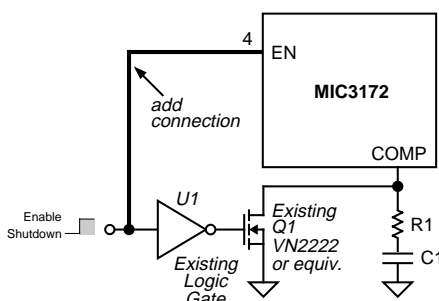 4
EN
MIC3172
COMP
add
connection
U1
Enable
Shutdown
Existing
Logic
Gate
Existing
Q1
VN2222
or equiv.
R1
C1